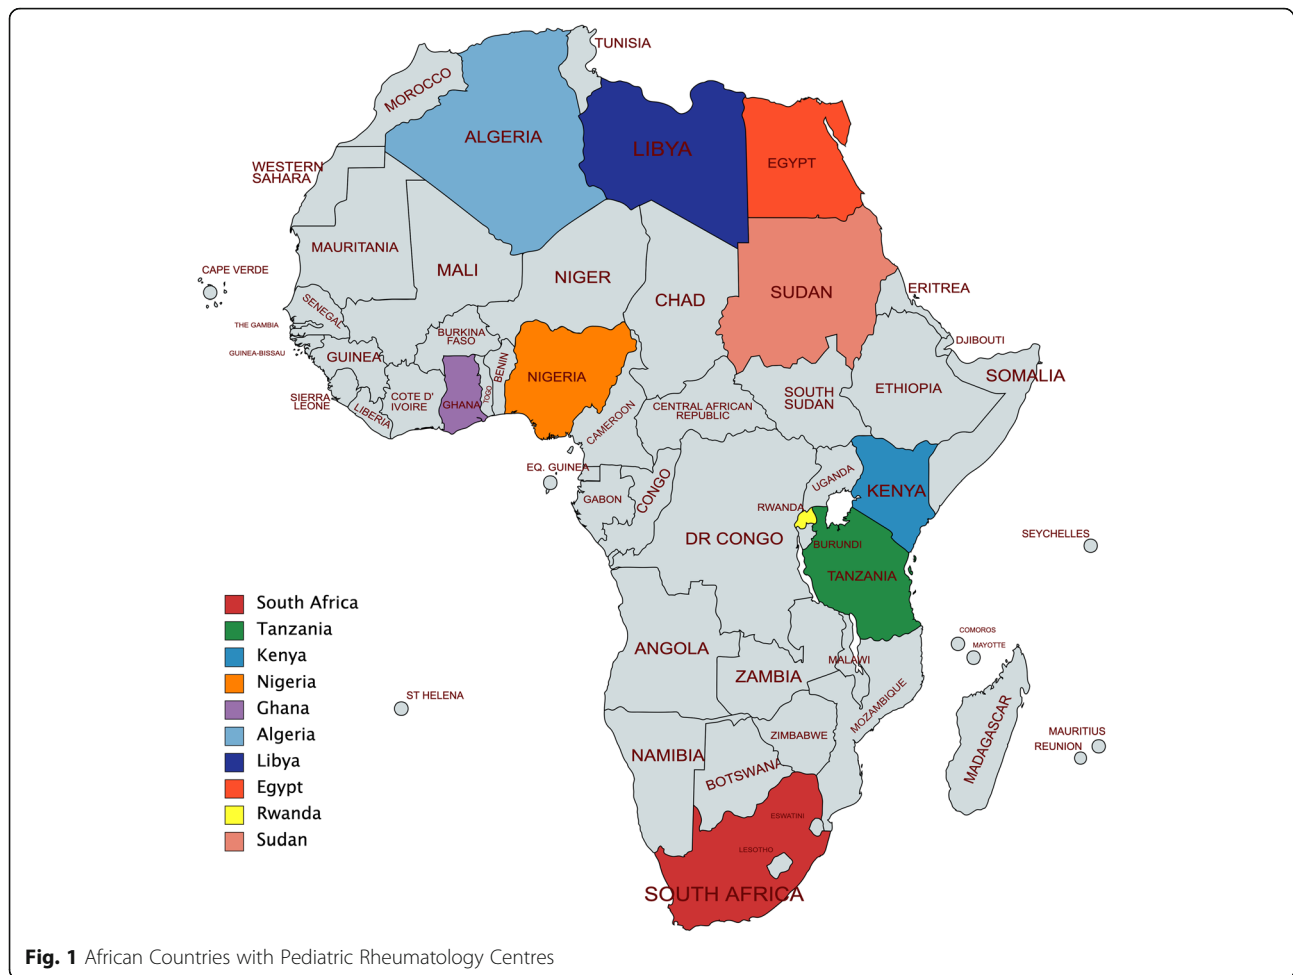 TUNISIA
MOROCCO
ALGERIA
LIBYA
EGYPT
WESTERN
SAHARA
MAURITANIA
MALI
NIGER
CHAD
SUDAN
ERITREA
CAPE VERDE
SENEGAL
THE GAMBIA
GUINEA-BISSAU
GUINEA
BURKINA
FASO
BENIN
TOGO
NIGERIA
DJIBOUTI
SOMALIA
ETHIOPIA
SOUTH
SUDAN
SIERRA
LEONE
LIBERIA
COTE D'
IVOIRE
GHANA
CAMEROON
CENTRAL AFRICAN
REPUBLIC
EQ. GUINEA
GABON
CONGO
UGANDA
KENYA
RWANDA
DR CONGO
BURUNDI
TANZANIA
SEYCHELLES
South Africa
Tanzania
Kenya
Nigeria
Ghana
Algeria
Libya
Egypt
Rwanda
Sudan
COMOROS
MAYOTTE
ANGOLA
ZAMBIA
MALAWI
MOZAMBIQUE
ST HELENA
MADAGASCAR
MAURITIUS
REUNION
NAMIBIA
BOTSWANA
ZIMBABWE
ESWATINI
LESOTHO
SOUTH AFRICA
Fig. 1 African Countries with Pediatric Rheumatology Centres